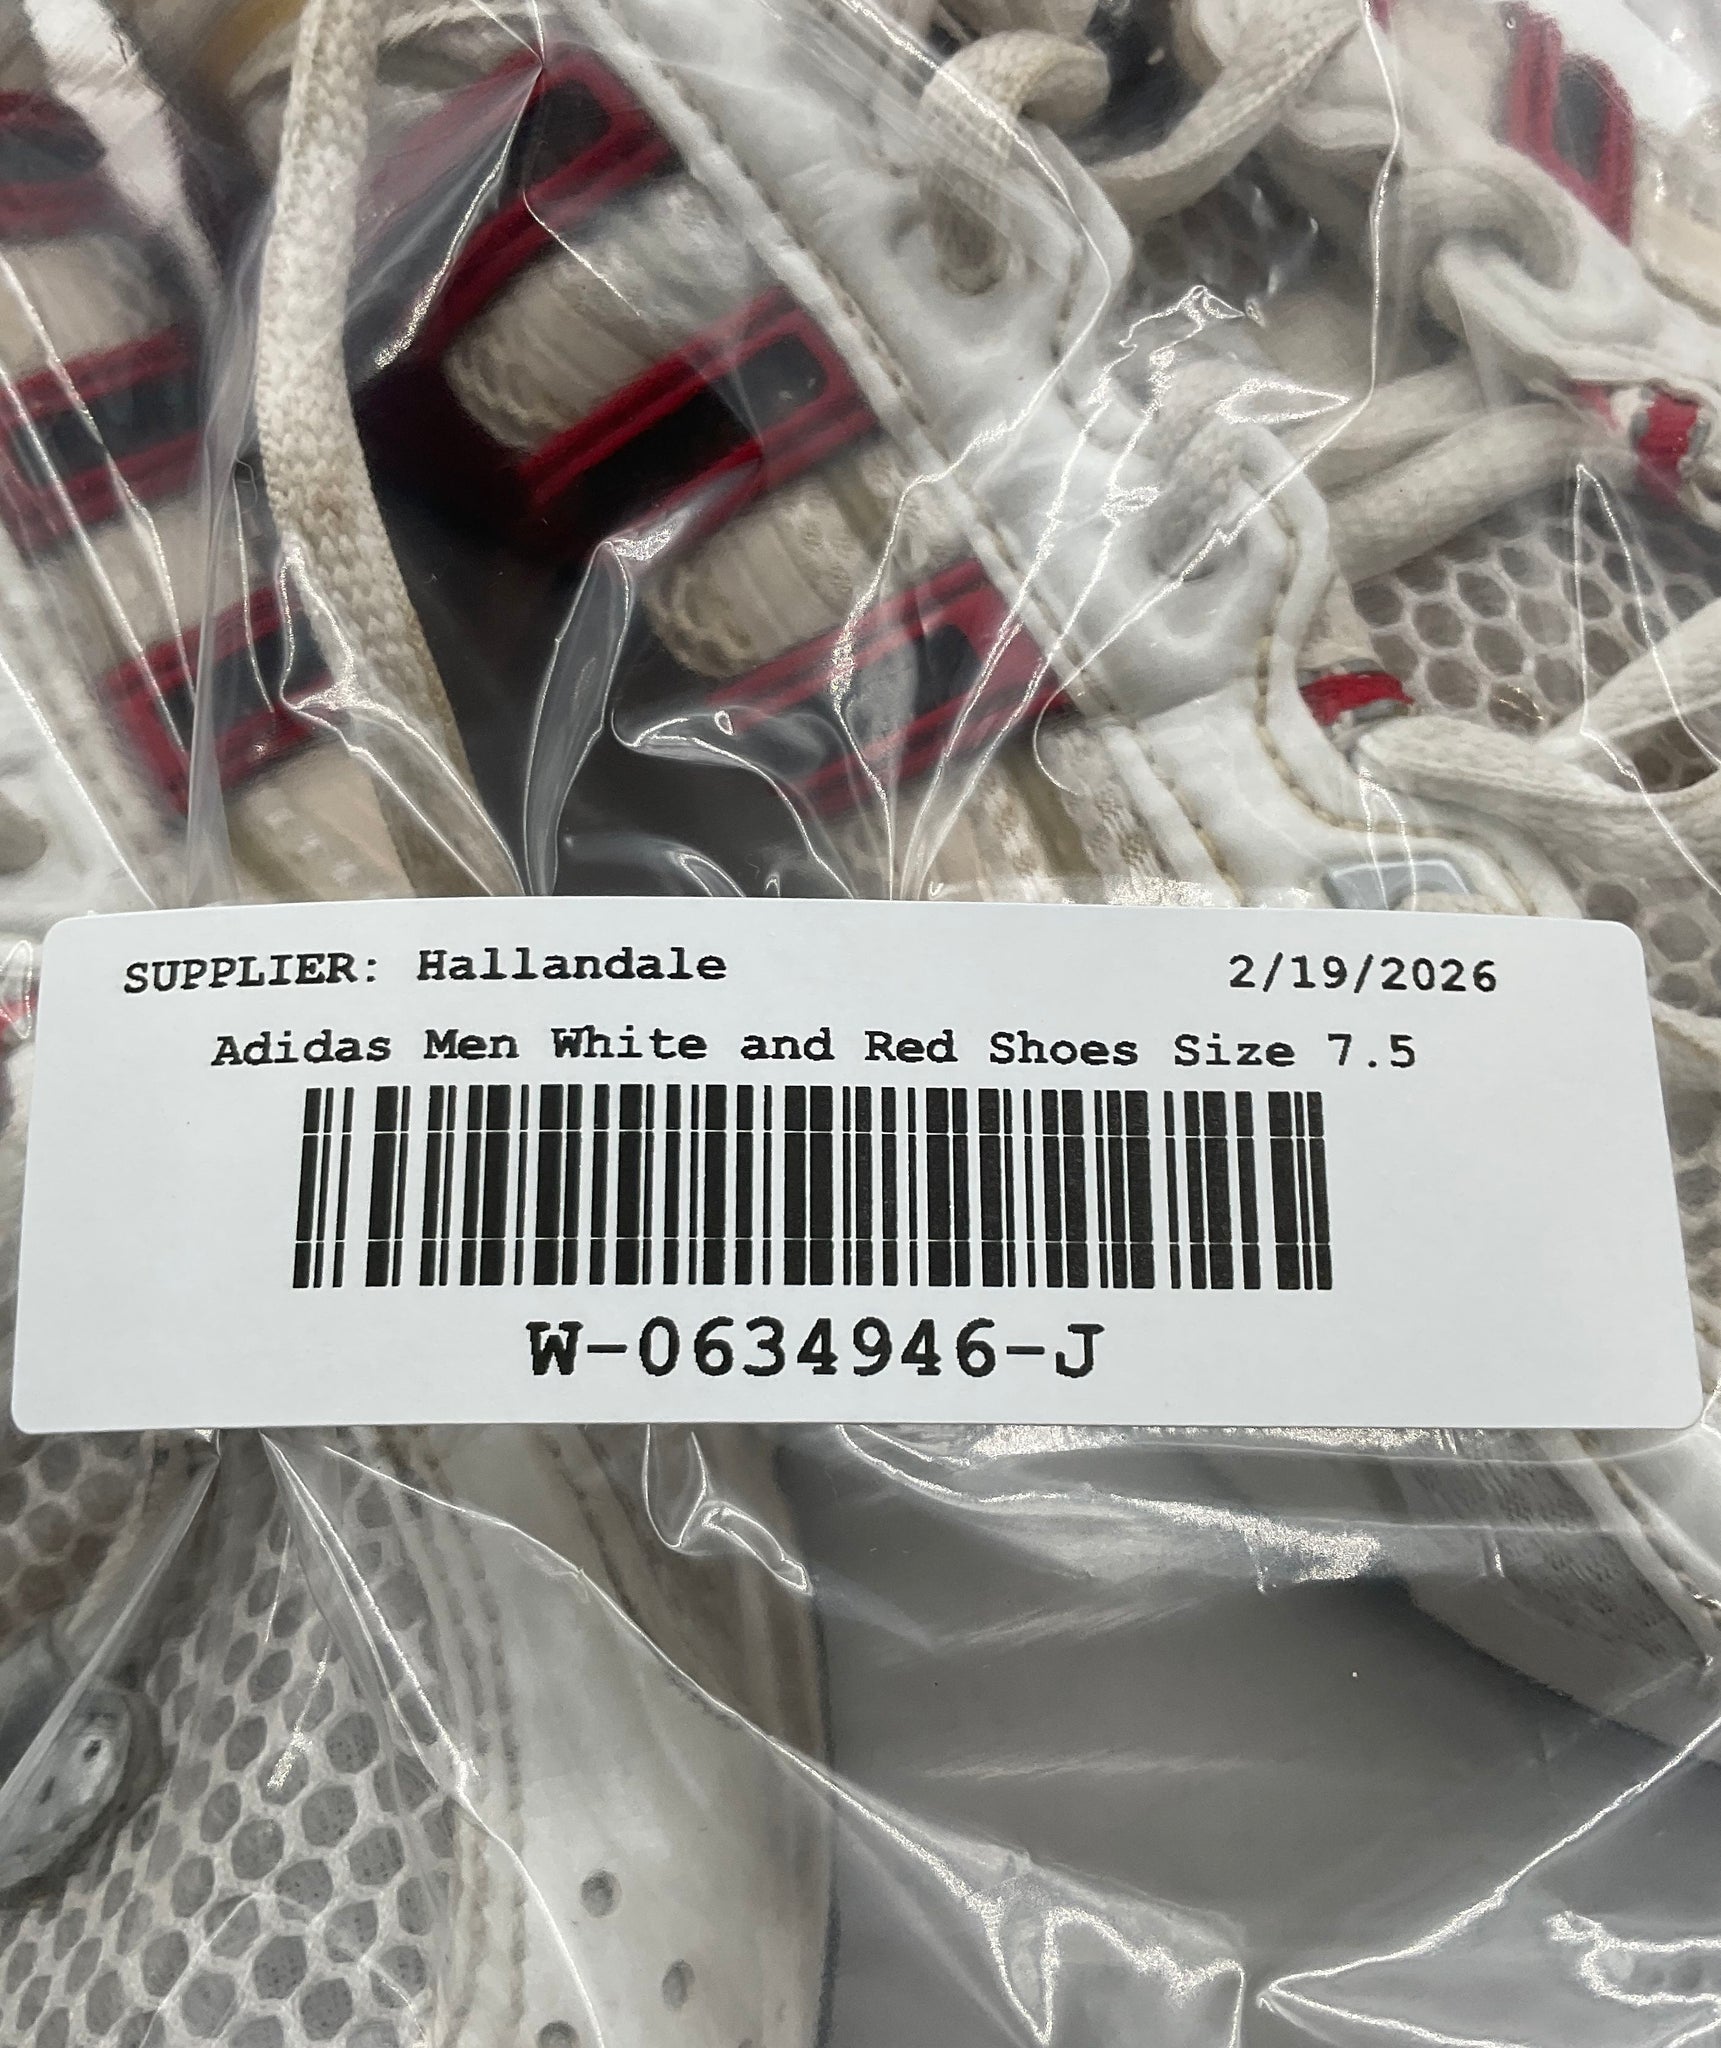 SUPPLIER: Hallandale 2/19/2026
Adidas Men White and Red Shoes Size 7.5
W-0634946-J